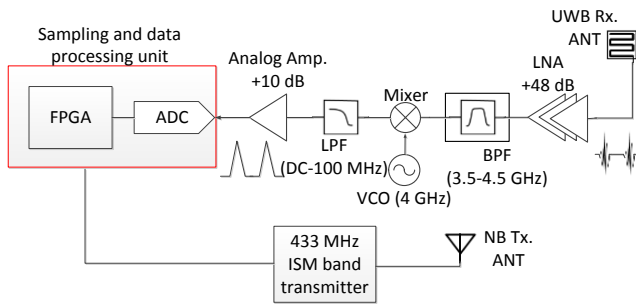 Sampling and data
processing unit
FPGA
ADC
Analog Amp.
+10 dB
LPF
(DC-100 MHz)
Mixer
VCO (4 GHz)
BPF
(3.5-4.5 GHz)
LNA
+48 dB
UWB Rx.
ANT
433 MHz
ISM band
transmitter
NB Tx.
ANT